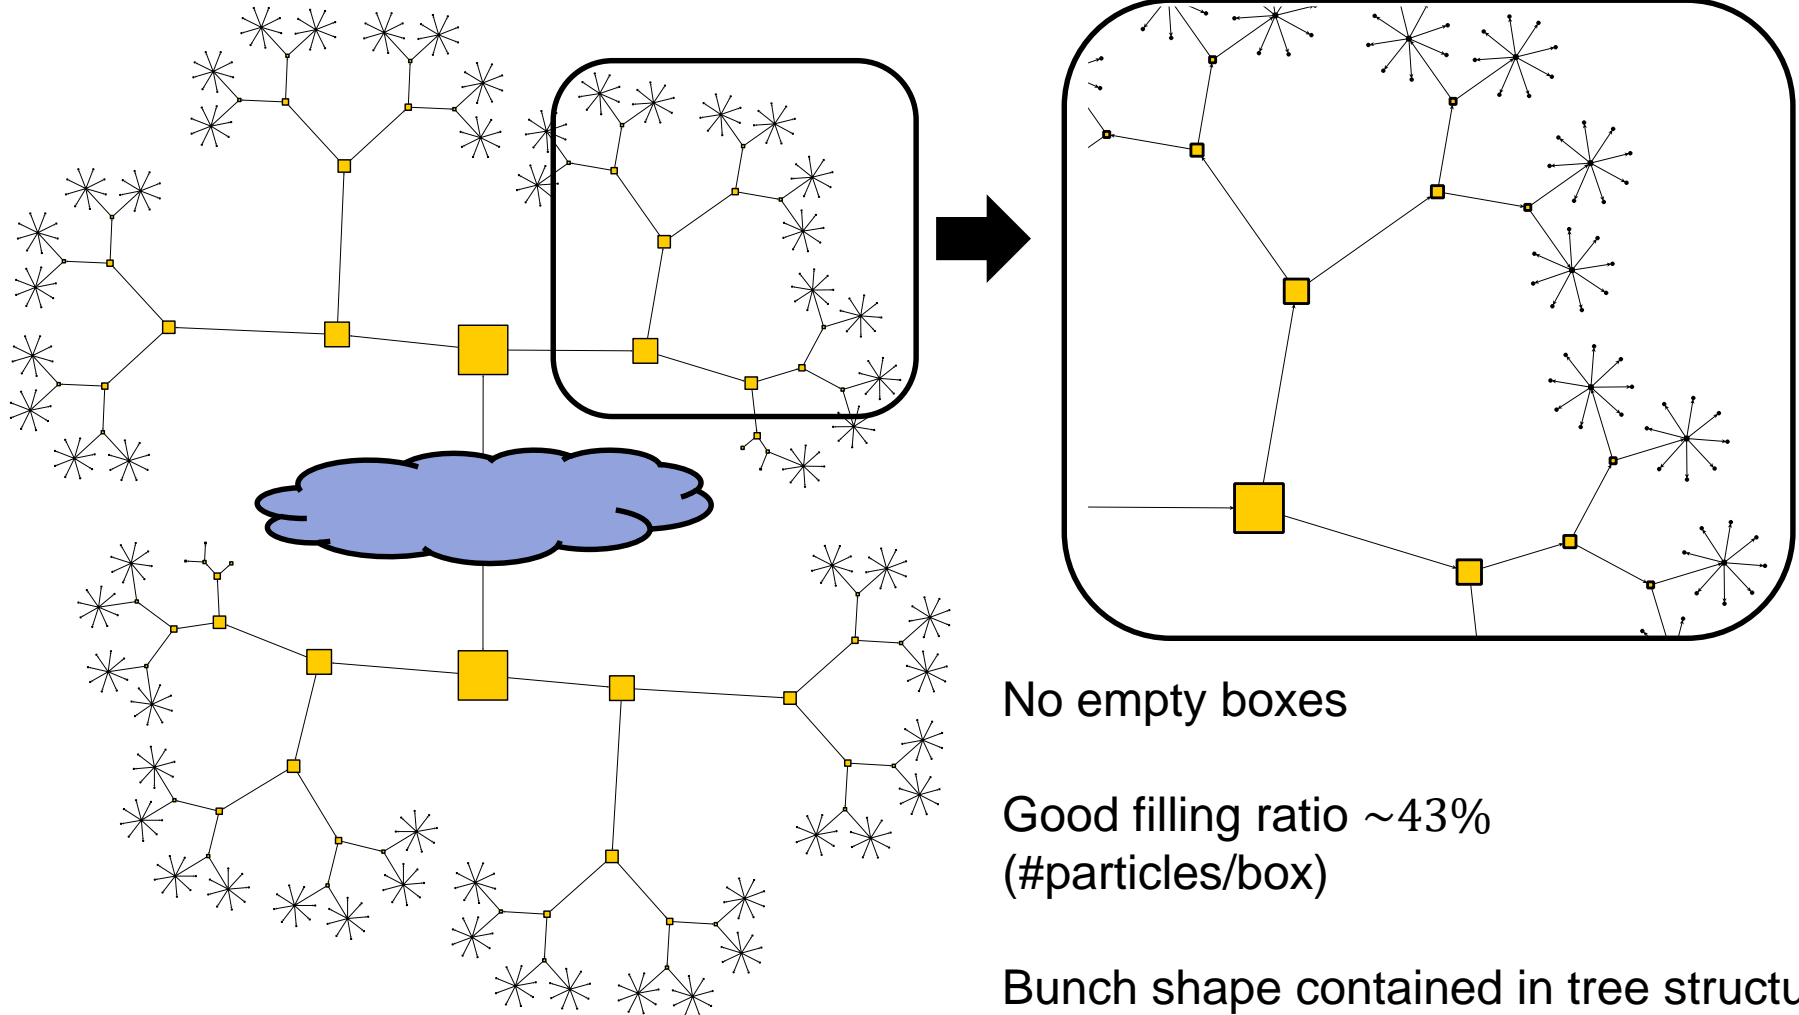 No empty boxes
Good filling ratio ~43%
(#particles/box)
Bunch shape contained in tree structu